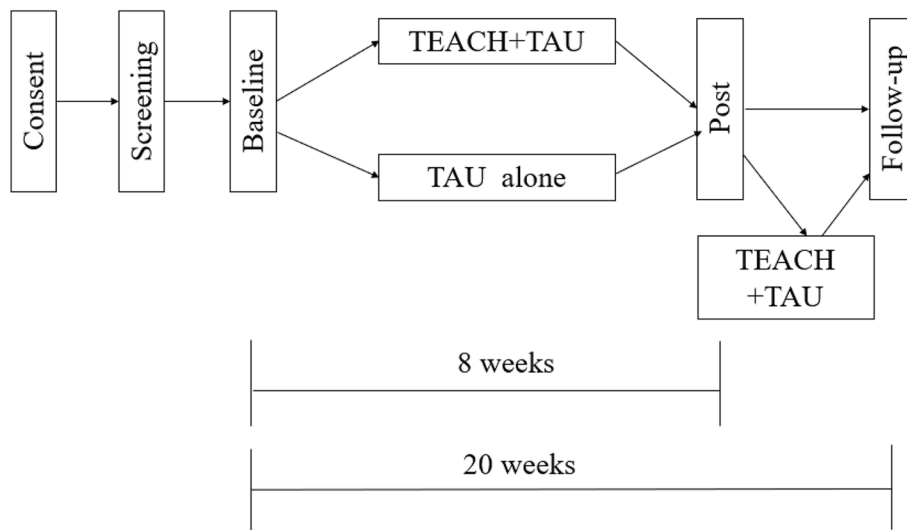 Consent
Screening
Baseline
TEACH+TAU
TAU alone
Post
Follow-up
TEACH
+TAU
8 weeks
20 weeks